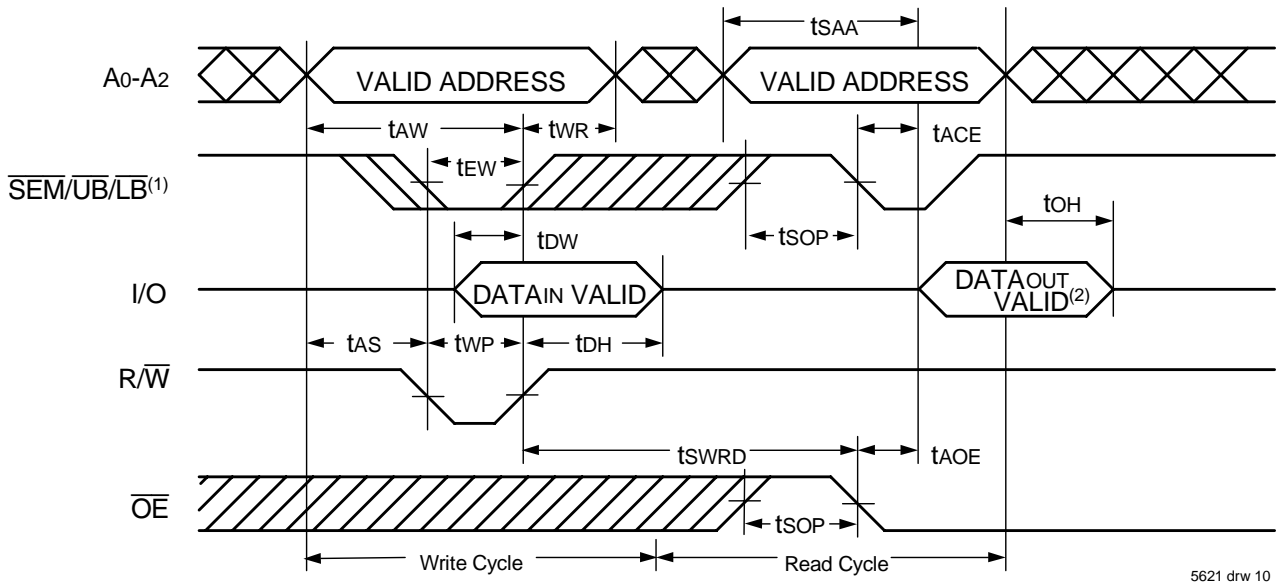 tSAA
A0-A2
VALID ADDRESS
VALID ADDRESS
tAW
tWR
tACE
tEW
SEM/UB/LB(1)
tOH
tSOP
tDW
I/O
DATAIN VALID
DATAOUT
VALID(2)
tAS
tWP
tDH
R/W
tSWRD
tAOE
OE
tSOP
Write Cycle
Read Cycle
5621 drw 10